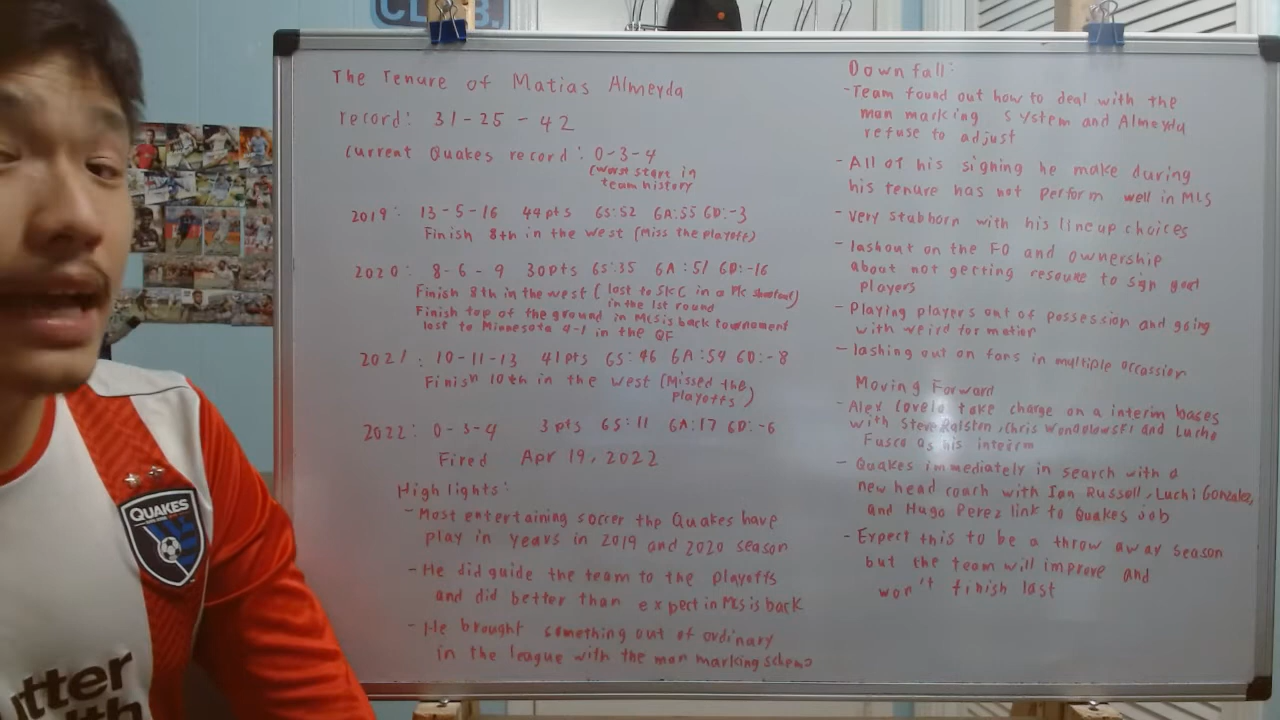 CLUB.
The Tenure of Matias Almeyda
record: 31-25-42
Current Quakes record: 0-3-4
(worst start in
team history
2019: 13-5-16 44pts GS:52 GA:55 GD:-3
Finish 8th in the west (Miss the playoff)
2020: 8-6-9 30pts GS:35 GA:51 GD:-16
Finish 8th in the west (lost to SKC in a PK shootout)
in the 1st round
Finish top of the ground in MLS is back tournament
lost to Minnesota 4-1 in the QF
2021: 10-11-13 41pts GS:46 GA:54 GD:-8
Finish 10th in the west (Missed the
playoffs)
2022: 0-3-4 3pts GS:11 GA:17 GD:-6
Fired Apr 19, 2022
Highlights:
-Most entertaining soccer the Quakes have
play in years in 2019 and 2020 season
-He did guide the team to the playoffs
and did better than expect in MLS is back
-He brought something out of ordinary
in the league with the man marking scheme
Downfall:
-Team found out how to deal with the
man marking system and Almeyda
refuse to adjust
-All of his signing he make during
his tenure has not perform well in MLS
-very stubborn with his lineup choices
-lashout on the FO and ownership
about not getting resource to sign good
players
-Playing players out of possession and going
with weird formation
-lashing out on fans in multiple occassion
Moving Forward
-Alex Covelo take charge on a interim bases
with Steve Ralston, Chris Wondolowski and Luchi
Fusco as his interim
-Quakes immediately in search with a
new head coach with Ian Russell, Luchi Gonzalez,
and Hugo Perez link to Quakes job
-Expect this to be a throw away season
but the team will improve and
won't finish last
QUAKES